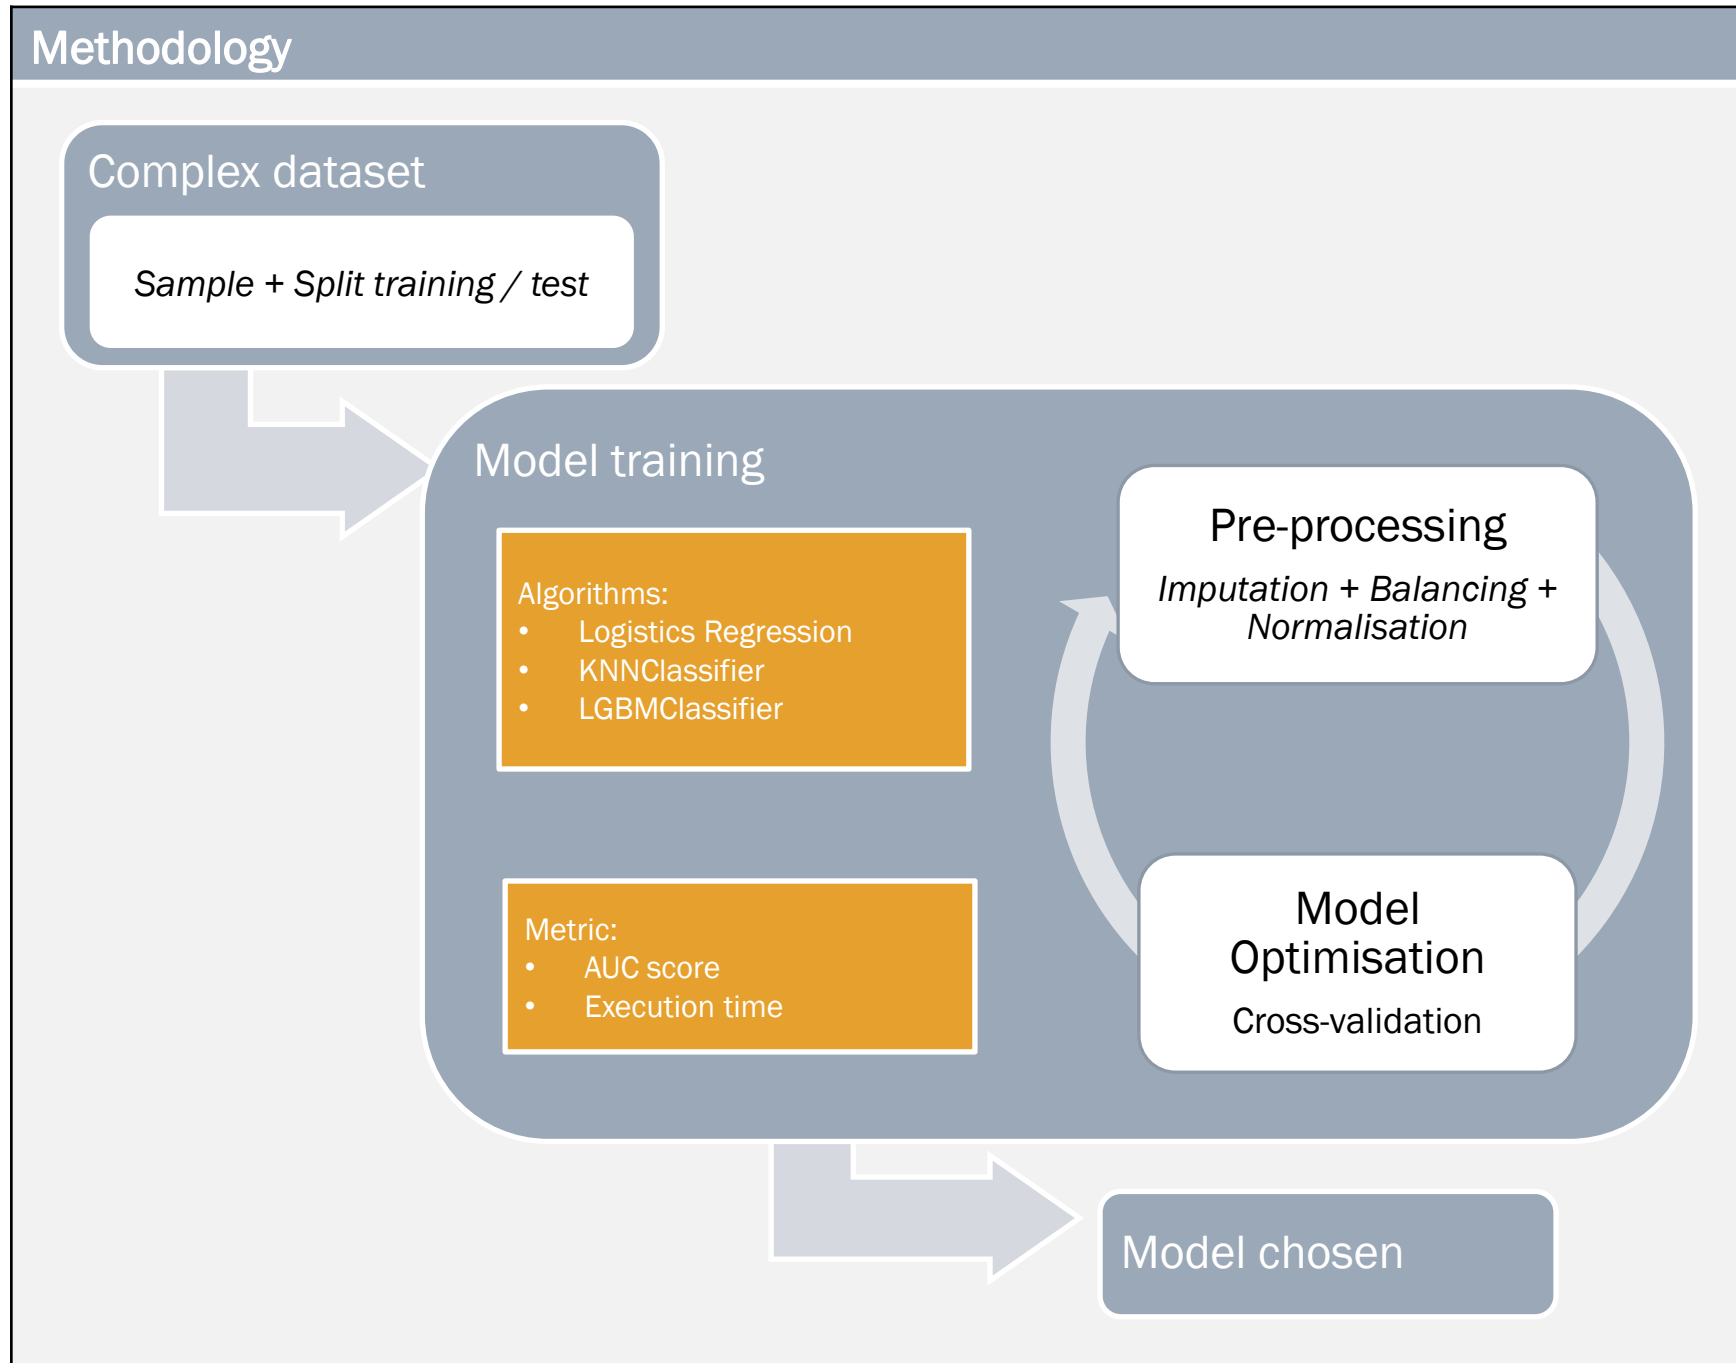 Methodology
Complex dataset
Sample + Split training / test
Model training
Algorithms:
• Logistics Regression
• KNNClassifier
• LGBMClassifier
Metric:
• AUC score
• Execution time
Pre-processing
Imputation + Balancing +
Normalisation
Model
Optimisation
Cross-validation
Model chosen